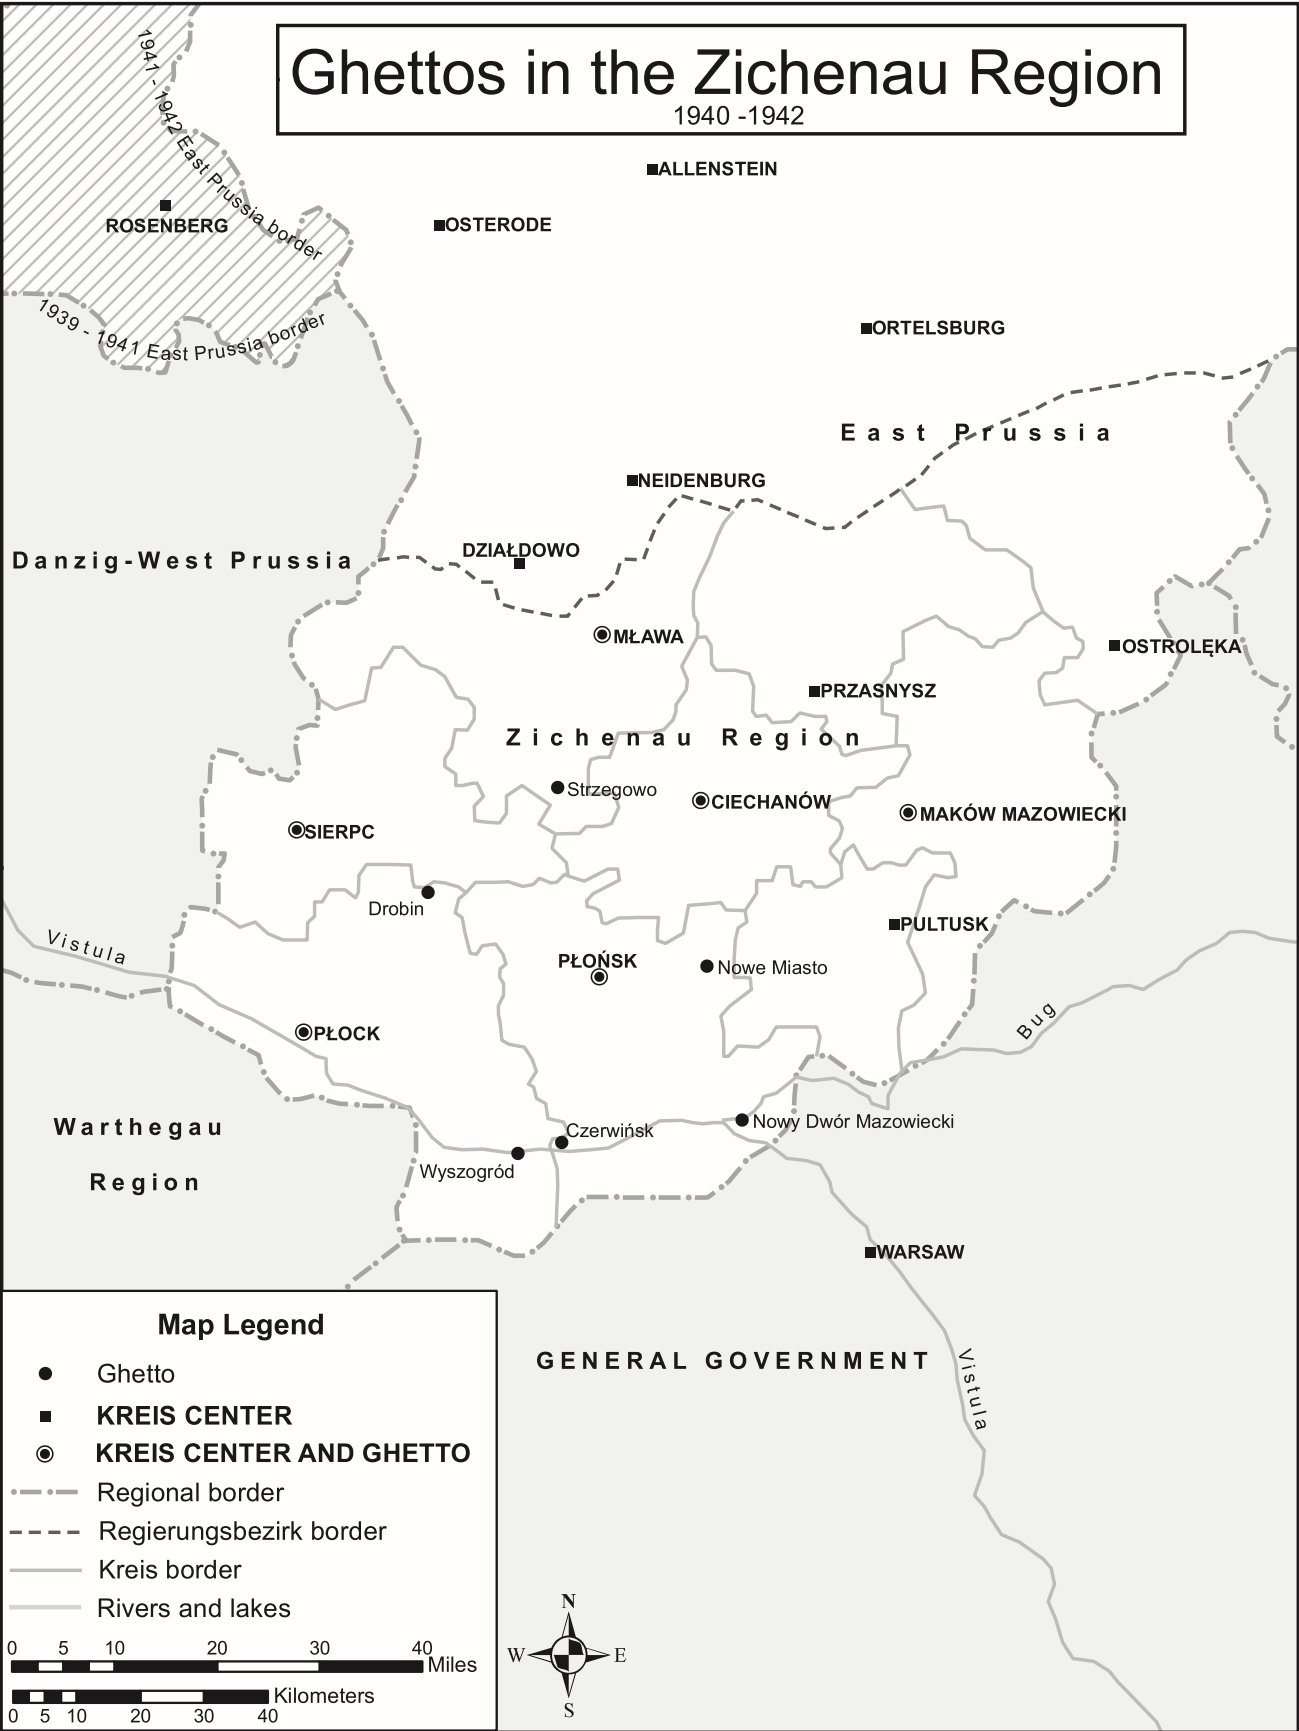 Ghettos in the Zichenau Region
1940 -1942
1941 - 1942 East Prussia border
ALLENSTEIN
ROSENBERG
OSTERODE
1939 - 1941 East Prussia border
ORTELSBURG
East Prussia
NEIDENBURG
DZIAŁDOWO
Danzig-West Prussia
MŁAWA
OSTROLĘKA
PRZASNYSZ
Zichenau Region
Strzegowo
CIECHANÓW
MAKÓW MAZOWIECKI
SIERPC
Drobin
PUŁTUSK
Vistula
PŁOŃSK
Nowe Miasto
Bug
PŁOCK
Warthegau
Region
Nowy Dwór Mazowiecki
Czerwińsk
Wyszogród
WARSAW
GENERAL GOVERNMENT
Vistula
Map Legend
Ghetto
KREIS CENTER
KREIS CENTER AND GHETTO
Regional border
Regierungsbezirk border
Kreis border
Rivers and lakes
0 5 10 20 30 40
Miles
Kilometers
0 5 10 20 30 40
N
W E
S